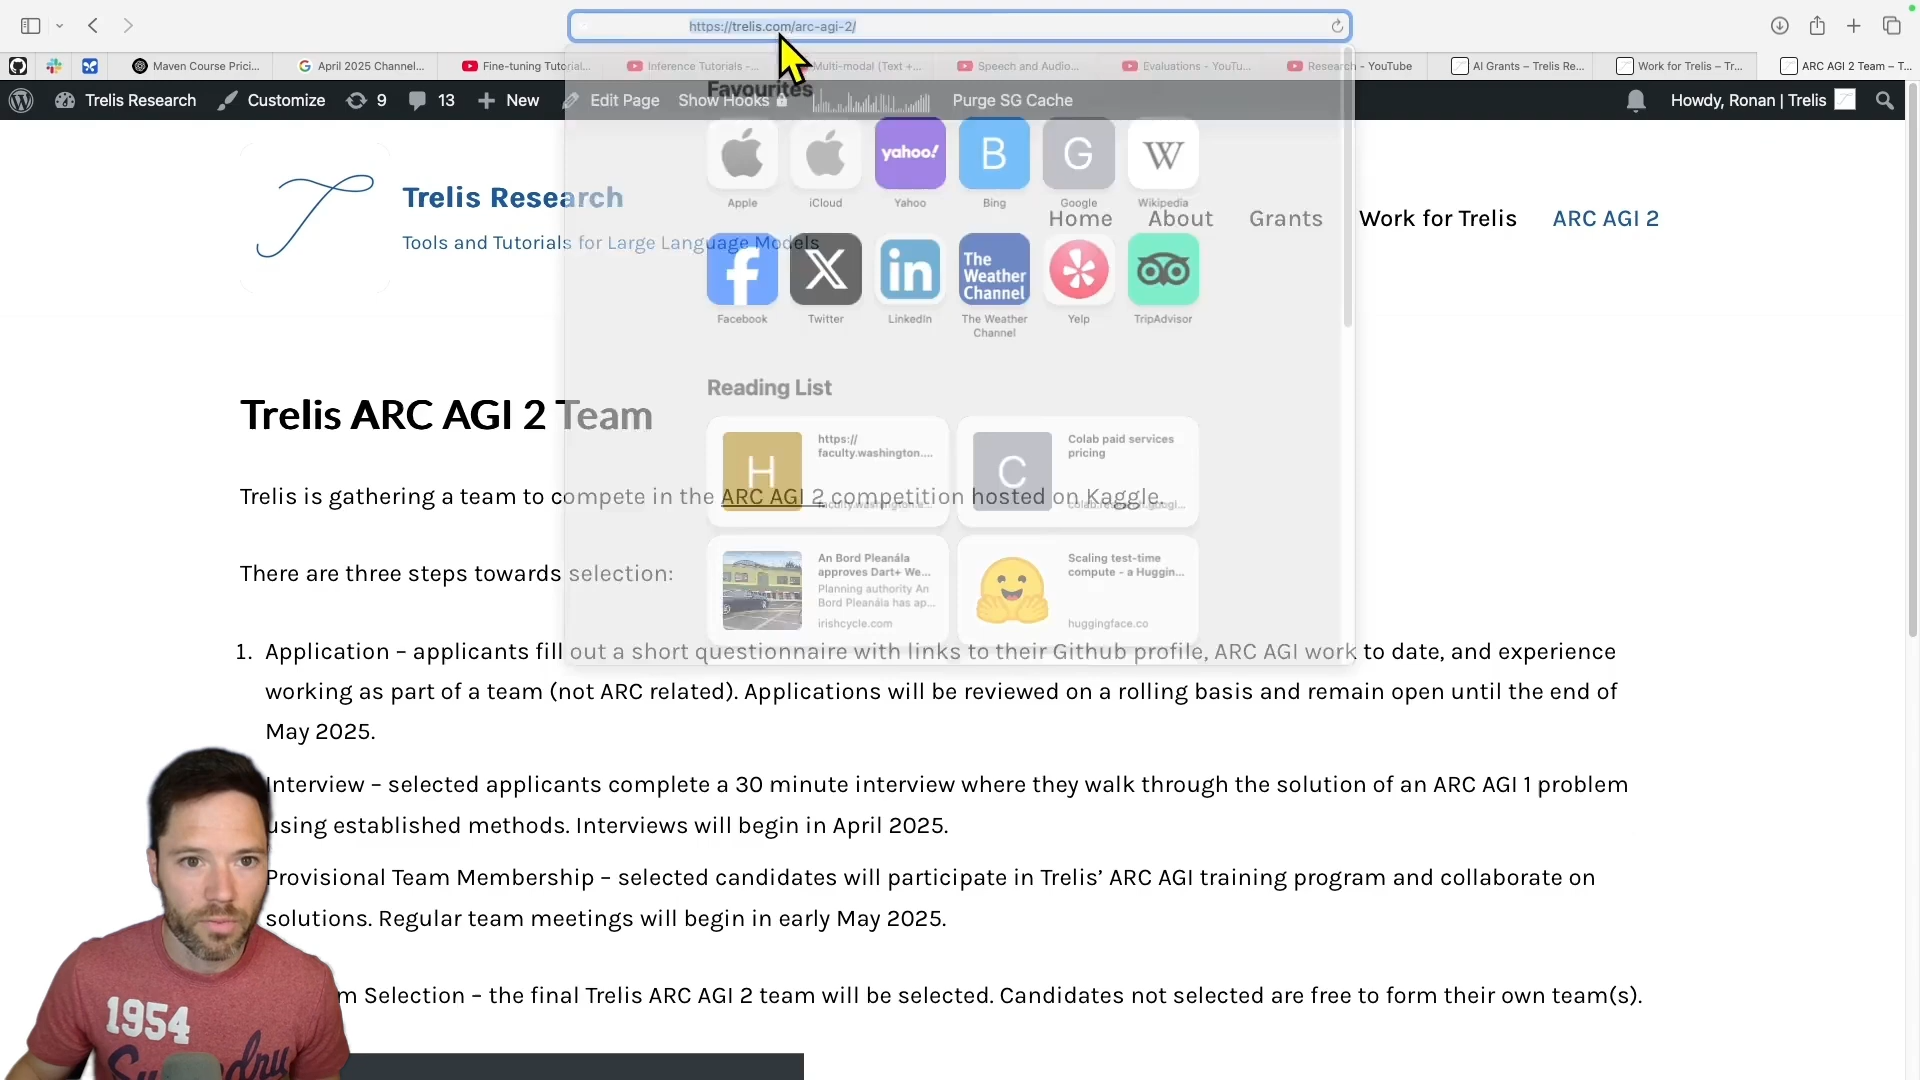 https://trelis.com/arc-agi-2/
Maven Course Prici...
April 2025 Channel...
Fine-tuning Tutorial...
Inference Tutorials -...
Multi-modal (Text +...
Speech and Audio...
Evaluations - YouTu...
Research - YouTube
AI Grants – Trelis Re...
Work for Trelis – Tr...
ARC AGI 2 Team – T...
Trelis Research
Customize
9
13
New
Edit Page
Show Hooks
Purge SG Cache
Howdy, Ronan | Trelis
Favourites
yahoo!
B
G
W
Apple
iCloud
Yahoo
Bing
Google
Wikipedia
Trelis Research
Tools and Tutorials for Large Language Models
Home
About
Grants
Work for Trelis
ARC AGI 2
f
X
in
The
Weather
Channel
Facebook
Twitter
LinkedIn
The Weather
Channel
Yelp
TripAdvisor
Reading List
H
https://
faculty.washington....
C
Colab paid services
pricing
Trelis ARC AGI 2 Team
Trelis is gathering a team to compete in the ARC AGI 2 competition hosted on Kaggle.
An Bord Pleanála
approves Dart+ We...
Planning authority An
Bord Pleanála has ap...
irishcycle.com
Scaling test-time
compute - a Huggin...
huggingface.co
There are three steps towards selection:
1. Application – applicants fill out a short questionnaire with links to their Github profile, ARC AGI work to date, and experience
working as part of a team (not ARC related). Applications will be reviewed on a rolling basis and remain open until the end of
May 2025.
Interview – selected applicants complete a 30 minute interview where they walk through the solution of an ARC AGI 1 problem
using established methods. Interviews will begin in April 2025.
Provisional Team Membership – selected candidates will participate in Trelis’ ARC AGI training program and collaborate on
solutions. Regular team meetings will begin in early May 2025.
Selection – the final Trelis ARC AGI 2 team will be selected. Candidates not selected are free to form their own team(s).
1954